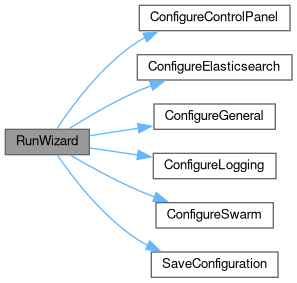 ConfigureControlPanel
ConfigureElasticsearch
ConfigureGeneral
RunWizard
ConfigureLogging
ConfigureSwarm
SaveConfiguration